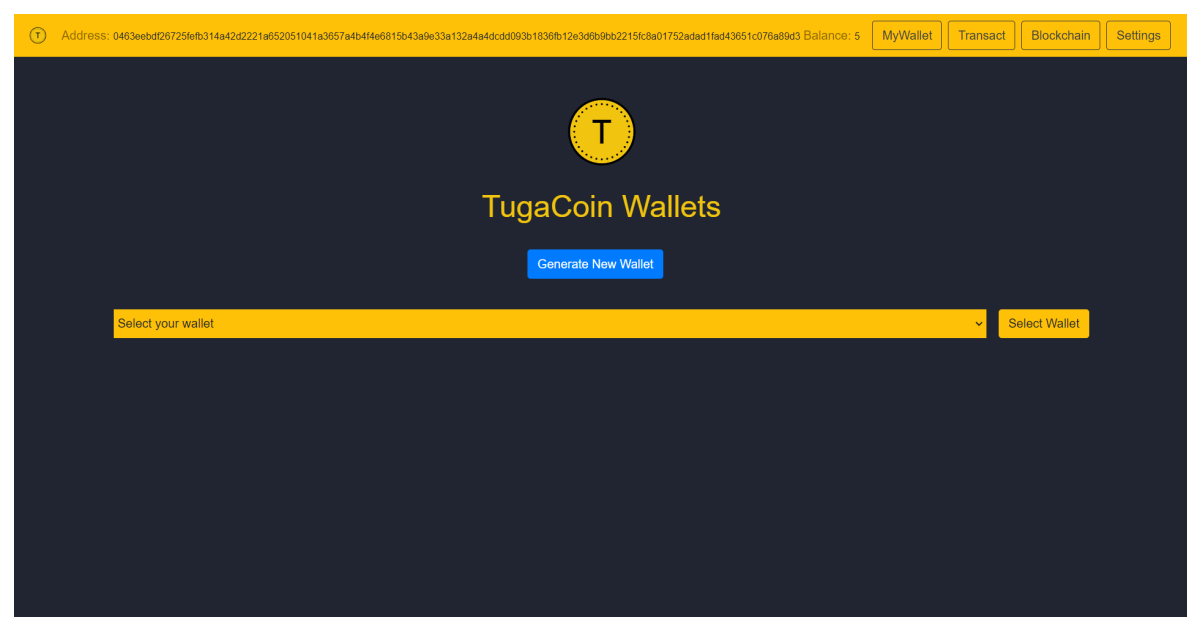 T Address: 0463eebdf26725fefb314a42d2221a652051041a3657a4b4f4e6815b43a9e33a132a4a4dcdd093b1836fb12e3d6b9bb2215fc8a01752adad1fad43651c076a89d3 Balance: 5 MyWallet Transact Blockchain Settings
T
TugaCoin Wallets
Generate New Wallet
Select your wallet Select Wallet